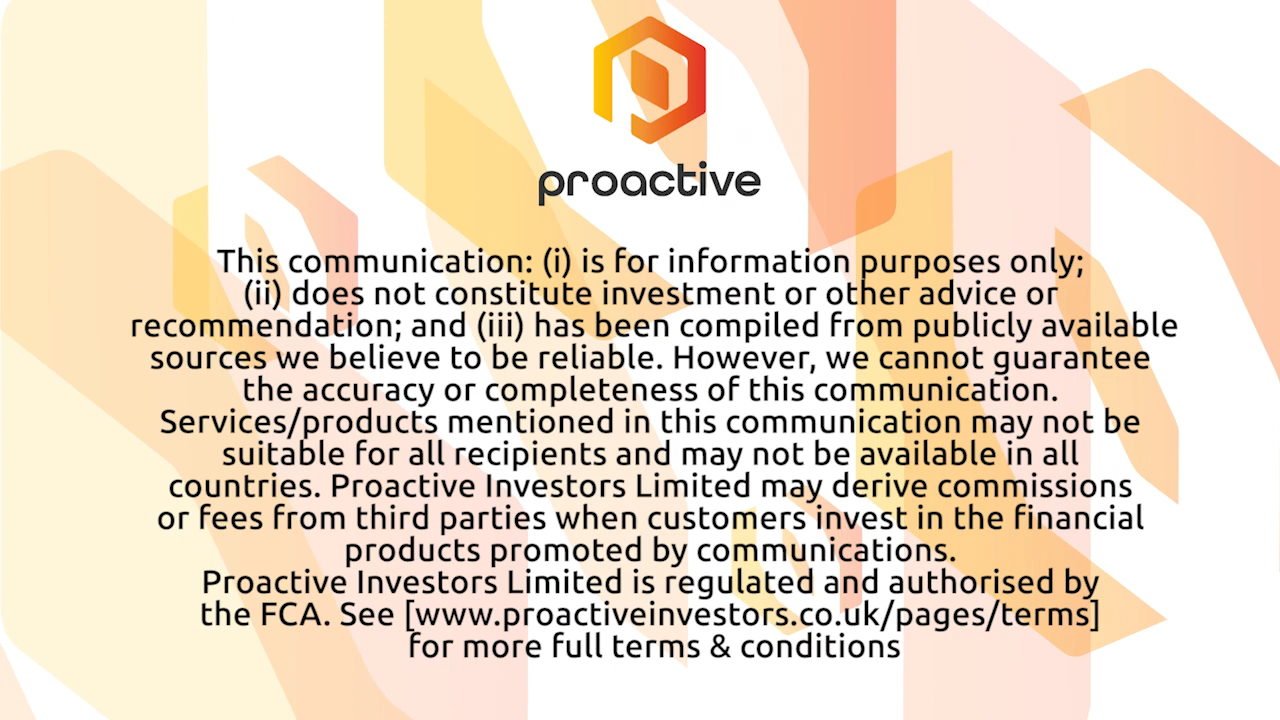 proactive
This communication: (i) is for information purposes only;
(ii) does not constitute investment or other advice or
recommendation; and (iii) has been compiled from publicly available
sources we believe to be reliable. However, we cannot guarantee
the accuracy or completeness of this communication.
Services/products mentioned in this communication may not be
suitable for all recipients and may not be available in all
countries. Proactive Investors Limited may derive commissions
or fees from third parties when customers invest in the financial
products promoted by communications.
Proactive Investors Limited is regulated and authorised by
the FCA. See [www.proactiveinvestors.co.uk/pages/terms]
for more full terms & conditions